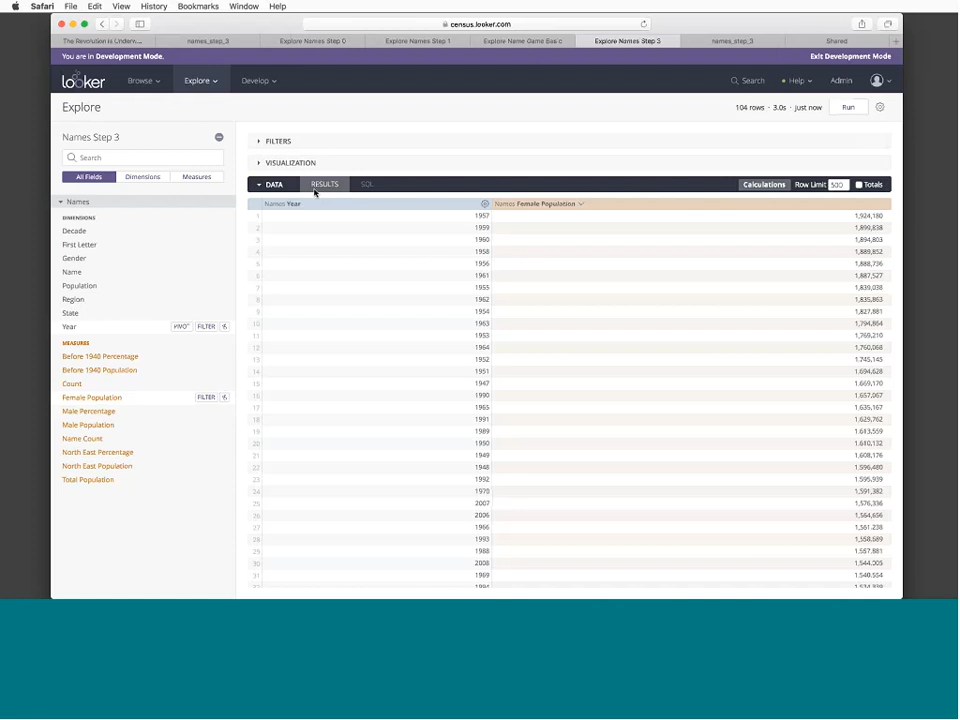 Safari File Edit View History Bookmarks Window Help
census.looker.com
The Revolution is Underw... names_step_3 Explore Names Step 0 Explore Names Step 1 Explore Name Game Basic Explore Names Step 3 names_step_3 Shared
You are in Development Mode. Exit Development Mode
looker Browse Explore Develop Search Help Admin
Explore 104 rows · 3.0s · just now Run
Names Step 3
Search
All Fields Dimensions Measures
Names
DIMENSIONS
Decade
First Letter
Gender
Name
Population
Region
State
Year PIVOT FILTER
MEASURES
Before 1940 Percentage
Before 1940 Population
Count
Female Population FILTER
Male Percentage
Male Population
Name Count
North East Percentage
North East Population
Total Population
FILTERS
VISUALIZATION
DATA RESULTS SQL Calculations Row Limit 500 Totals
Names Year Names Female Population
1 1957 1,924,180
2 1959 1,899,838
3 1960 1,894,803
4 1958 1,889,852
5 1956 1,888,736
6 1961 1,887,527
7 1955 1,839,038
8 1962 1,835,863
9 1954 1,827,881
10 1963 1,794,864
11 1953 1,769,210
12 1964 1,760,068
13 1952 1,745,145
14 1951 1,694,628
15 1947 1,669,170
16 1990 1,657,067
17 1965 1,635,167
18 1991 1,629,762
19 1989 1,613,559
20 1950 1,610,132
21 1949 1,608,176
22 1948 1,596,480
23 1992 1,595,939
24 1970 1,591,382
25 2007 1,576,336
26 2006 1,564,656
27 1966 1,561,238
28 1993 1,558,689
29 1988 1,557,881
30 2008 1,544,005
31 1969 1,540,554